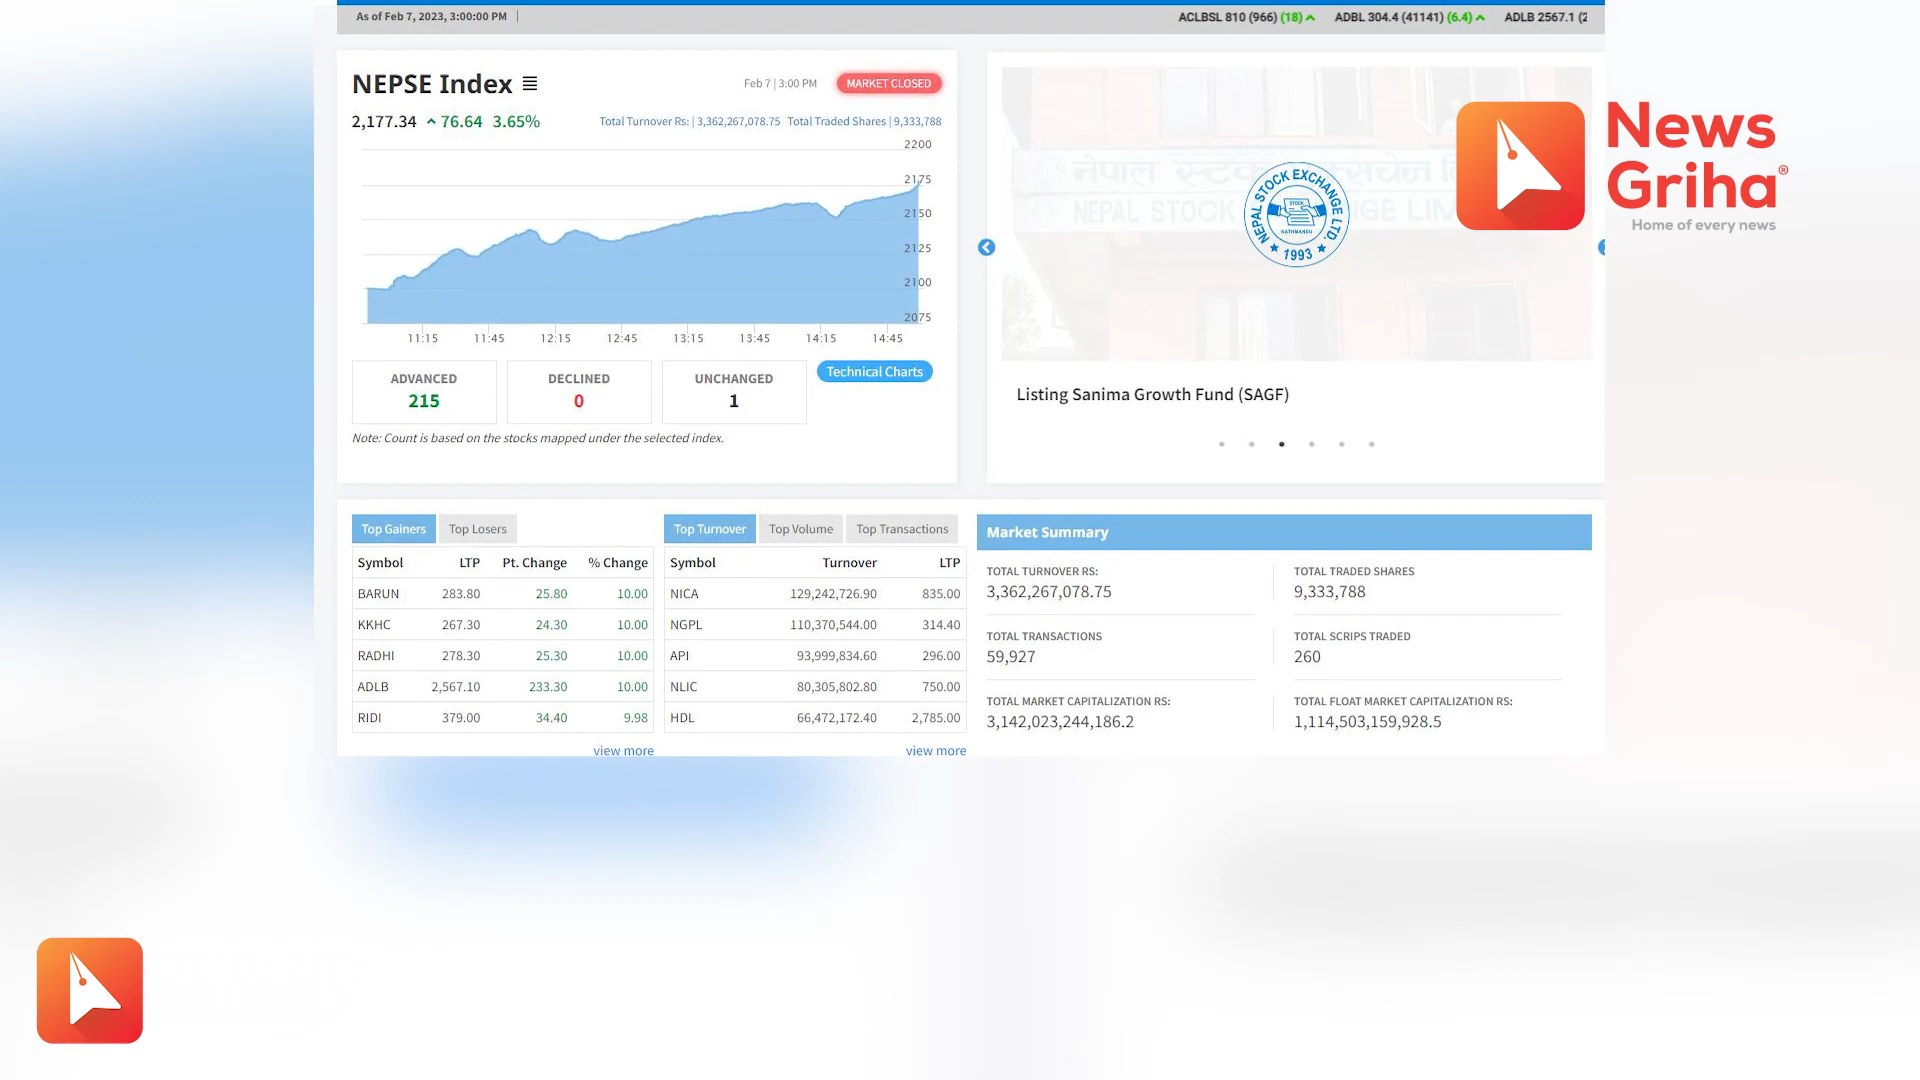 As of Feb 7, 2023, 3:00:00 PM |
ACLBSL 810 (966) (18) ADBL 304.4 (41141) (6.4) ADLB 2567.1 (2
NEPSE Index
Feb 7 | 3:00 PM
MARKET CLOSED
2,177.34 76.64 3.65%
Total Turnover Rs: | 3,362,267,078.75 Total Traded Shares | 9,333,788
2200
2175
2150
2125
2100
2075
11:15 11:45 12:15 12:45 13:15 13:45 14:15 14:45
ADVANCED
215
DECLINED
0
UNCHANGED
1
Technical Charts
Note: Count is based on the stocks mapped under the selected index.
नेपाल स्टक
NEPAL STOCK
NEPAL STOCK EXCHANGE LTD.
STOCK
KATHMANDU
1993
Listing Sanima Growth Fund (SAGF)
News
Griha®
Home of every news
Top Gainers Top Losers
Symbol LTP Pt. Change % Change
BARUN 283.80 25.80 10.00
KKHC 267.30 24.30 10.00
RADHI 278.30 25.30 10.00
ADLB 2,567.10 233.30 10.00
RIDI 379.00 34.40 9.98
view more
Top Turnover Top Volume Top Transactions
Symbol Turnover LTP
NICA 129,242,726.90 835.00
NGPL 110,370,544.00 314.40
API 93,999,834.60 296.00
NLIC 80,305,802.80 750.00
HDL 66,472,172.40 2,785.00
view more
Market Summary
TOTAL TURNOVER RS:
3,362,267,078.75
TOTAL TRADED SHARES
9,333,788
TOTAL TRANSACTIONS
59,927
TOTAL SCRIPS TRADED
260
TOTAL MARKET CAPITALIZATION RS:
3,142,023,244,186.2
TOTAL FLOAT MARKET CAPITALIZATION RS:
1,114,503,159,928.5